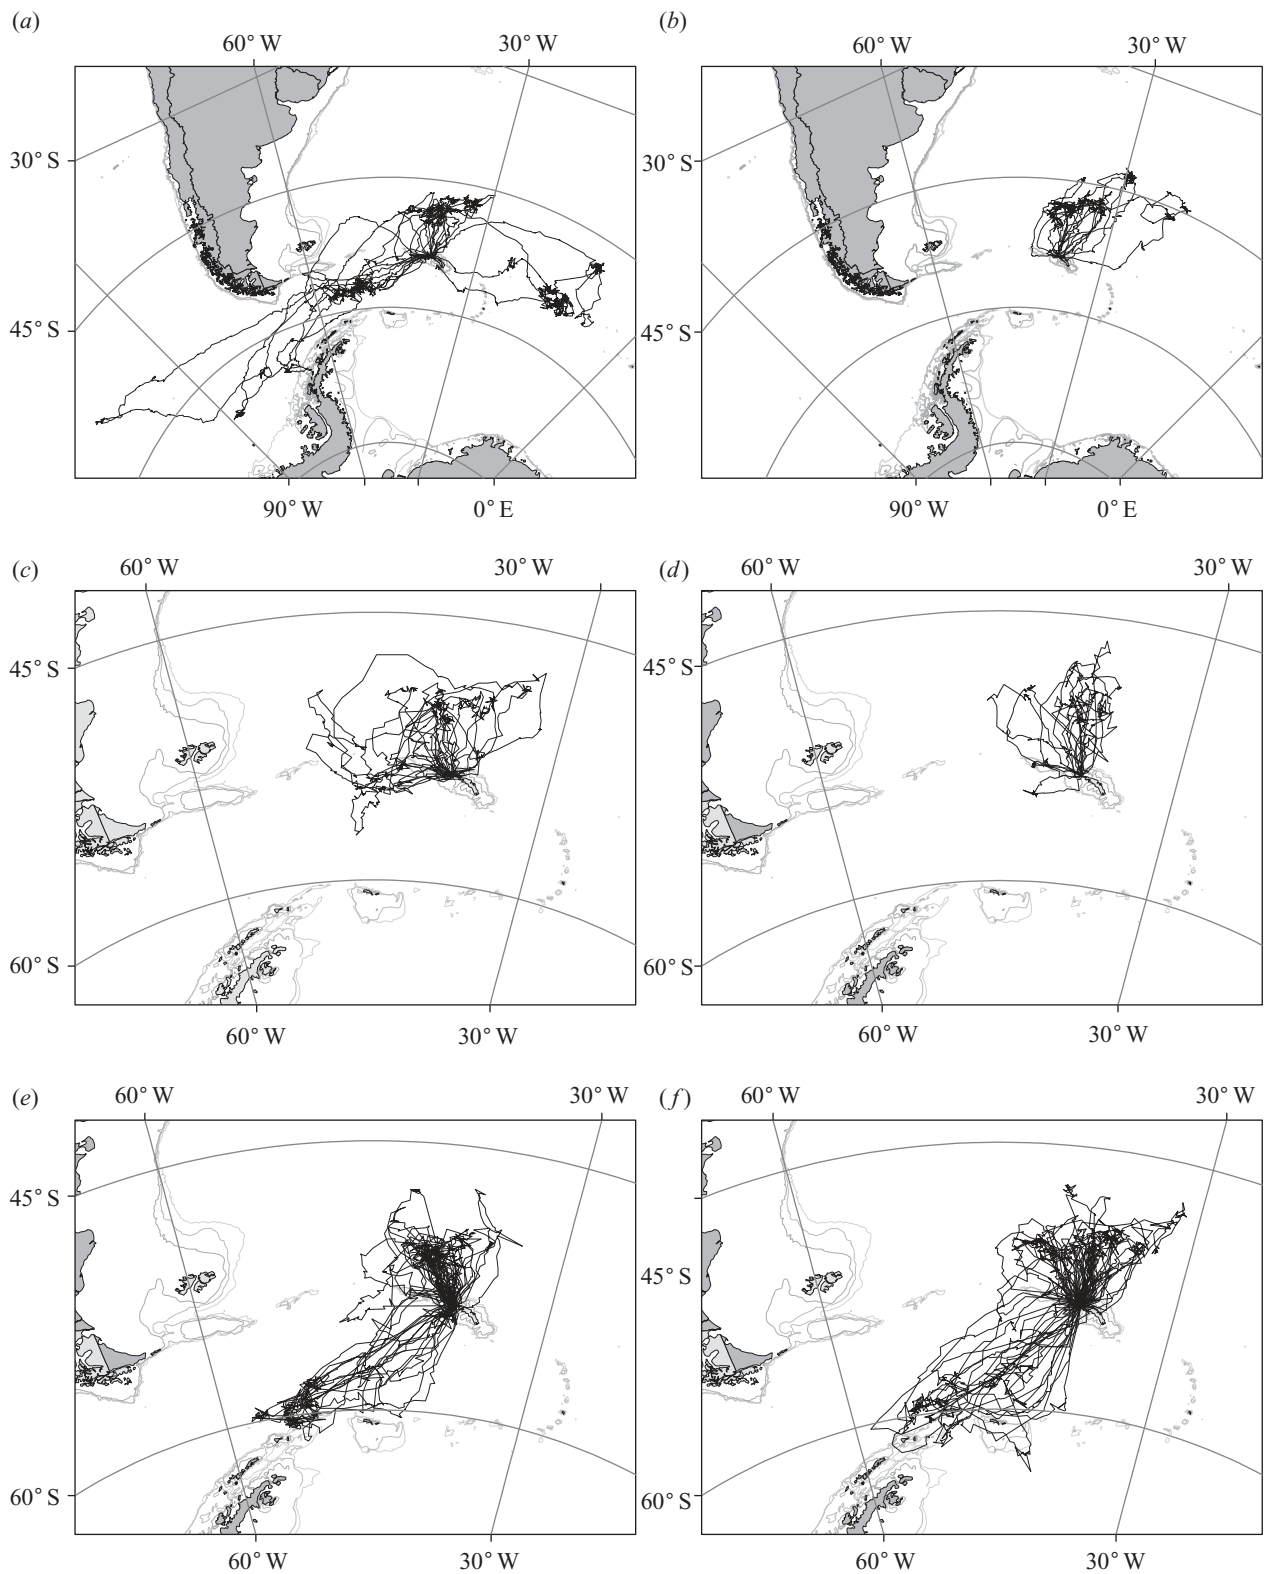 (a) (b)
60° W 30° W 60° W 30° W
30° S 30° S
45° S 45° S
90° W 0° E 90° W 0° E
(c) 60° W 30° W (d) 60° W 30° W
45° S 45° S
60° S 60° S
60° W 30° W 60° W 30° W
(e) 60° W 30° W (f) 60° W 30° W
45° S
45° S
60° S 60° S
60° W 30° W 60° W 30° W